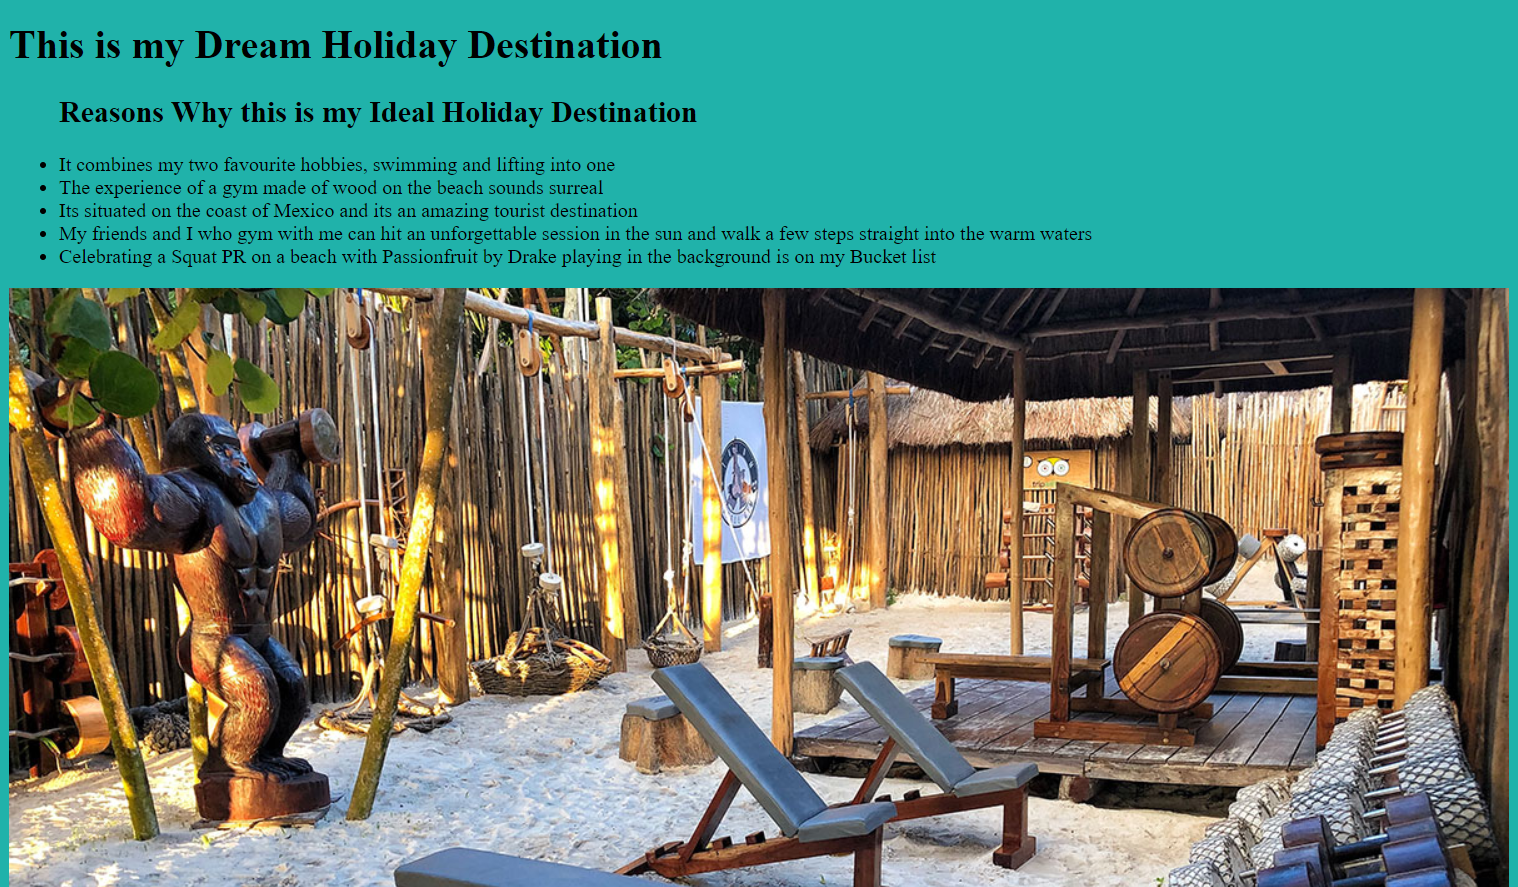 This is my Dream Holiday Destination
Reasons Why this is my Ideal Holiday Destination
It combines my two favourite hobbies, swimming and lifting into one
The experience of a gym made of wood on the beach sounds surreal
Its situated on the coast of Mexico and its an amazing tourist destination
My friends and I who gym with me can hit an unforgettable session in the sun and walk a few steps straight into the warm waters
Celebrating a Squat PR on a beach with Passionfruit by Drake playing in the background is on my Bucket list